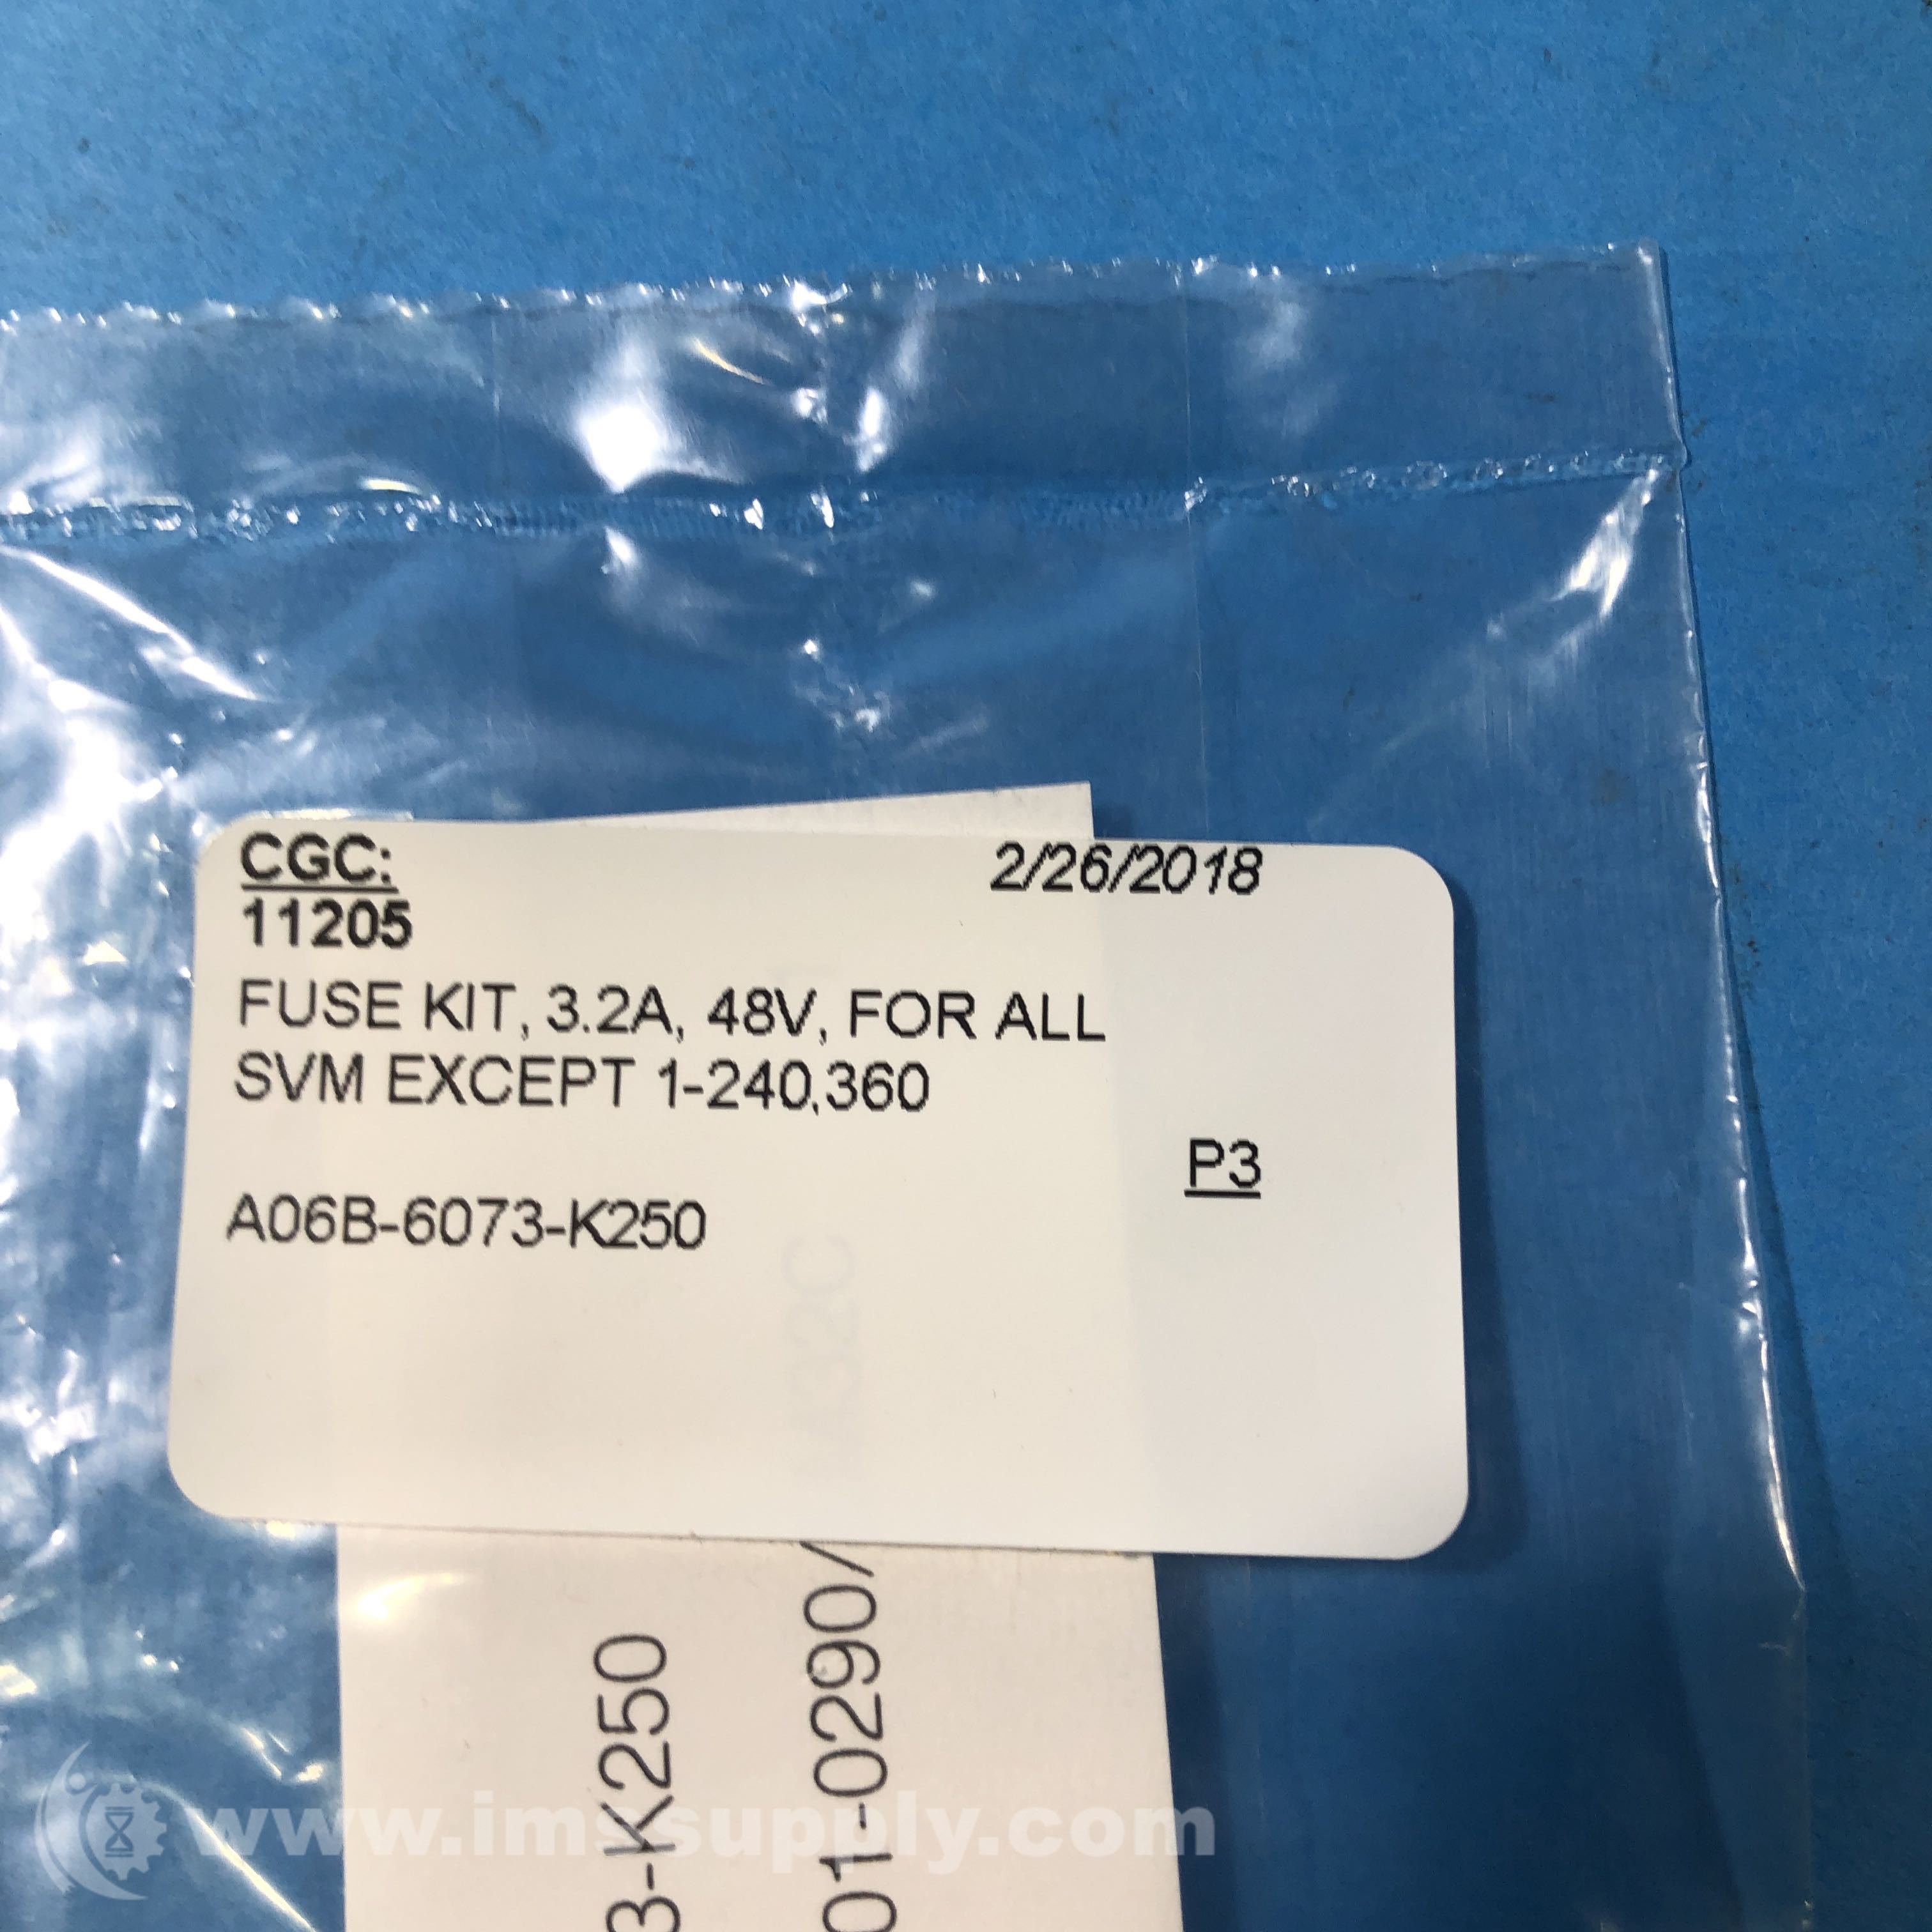 CGC: 2/26/2018
11205
FUSE KIT, 3.2A, 48V, FOR ALL
SVM EXCEPT 1-240,360
P3
A06B-6073-K250
3-K250
01-0290/
www.imssupply.com